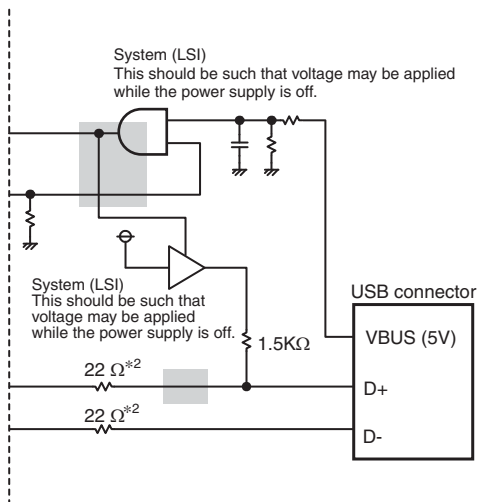 System (LSI)
This should be such that voltage may be applied
while the power supply is off.
System (LSI)
This should be such that
voltage may be applied
while the power supply is off.
USB connector
VBUS (5V)
1.5KΩ
22 Ω*2
D+
22 Ω*2
D-